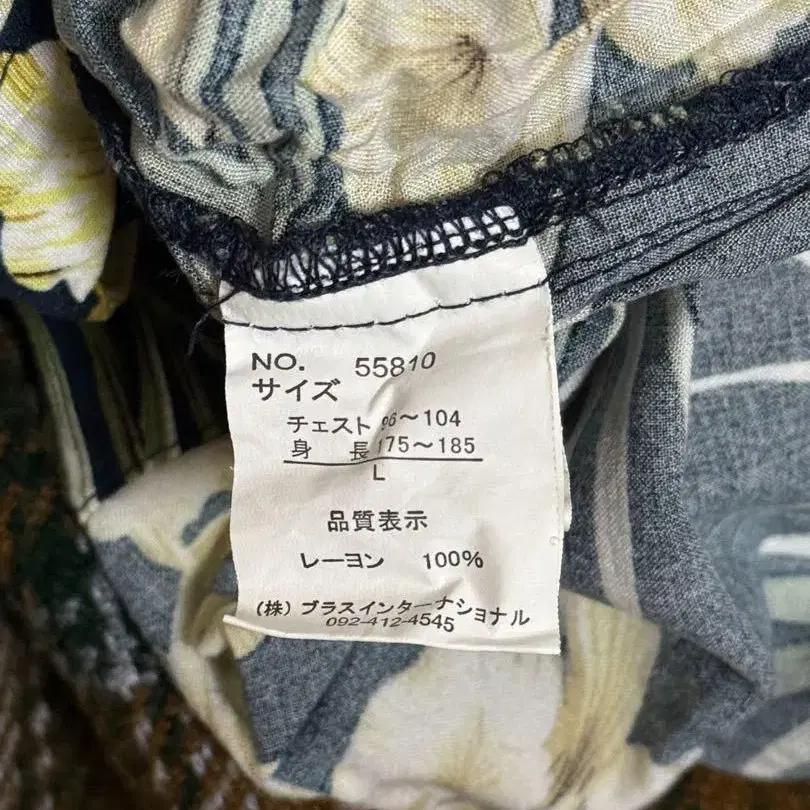 NO. 55810
サイズ
チェスト 96〜104
身 長 175〜185
L
品質表示
レーヨン 100%
(株) ブラスインターナショナル
092-412-4545